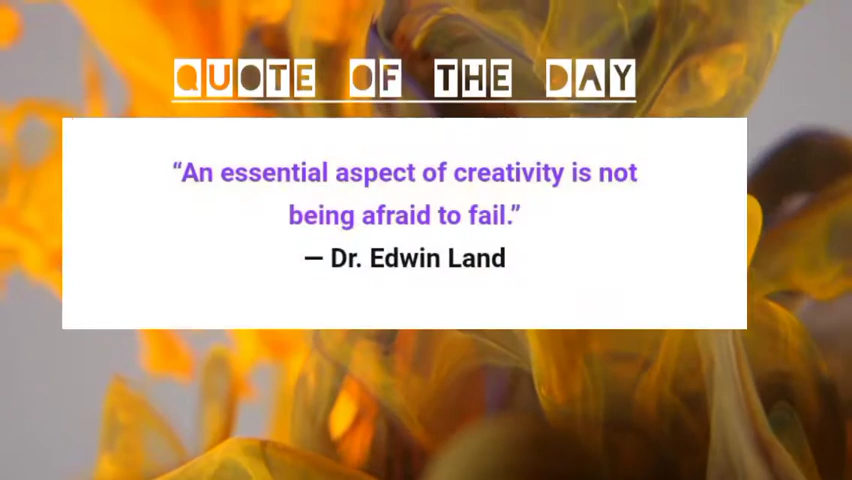 QUOTE OF THE DAY
“An essential aspect of creativity is not
being afraid to fail.”
— Dr. Edwin Land